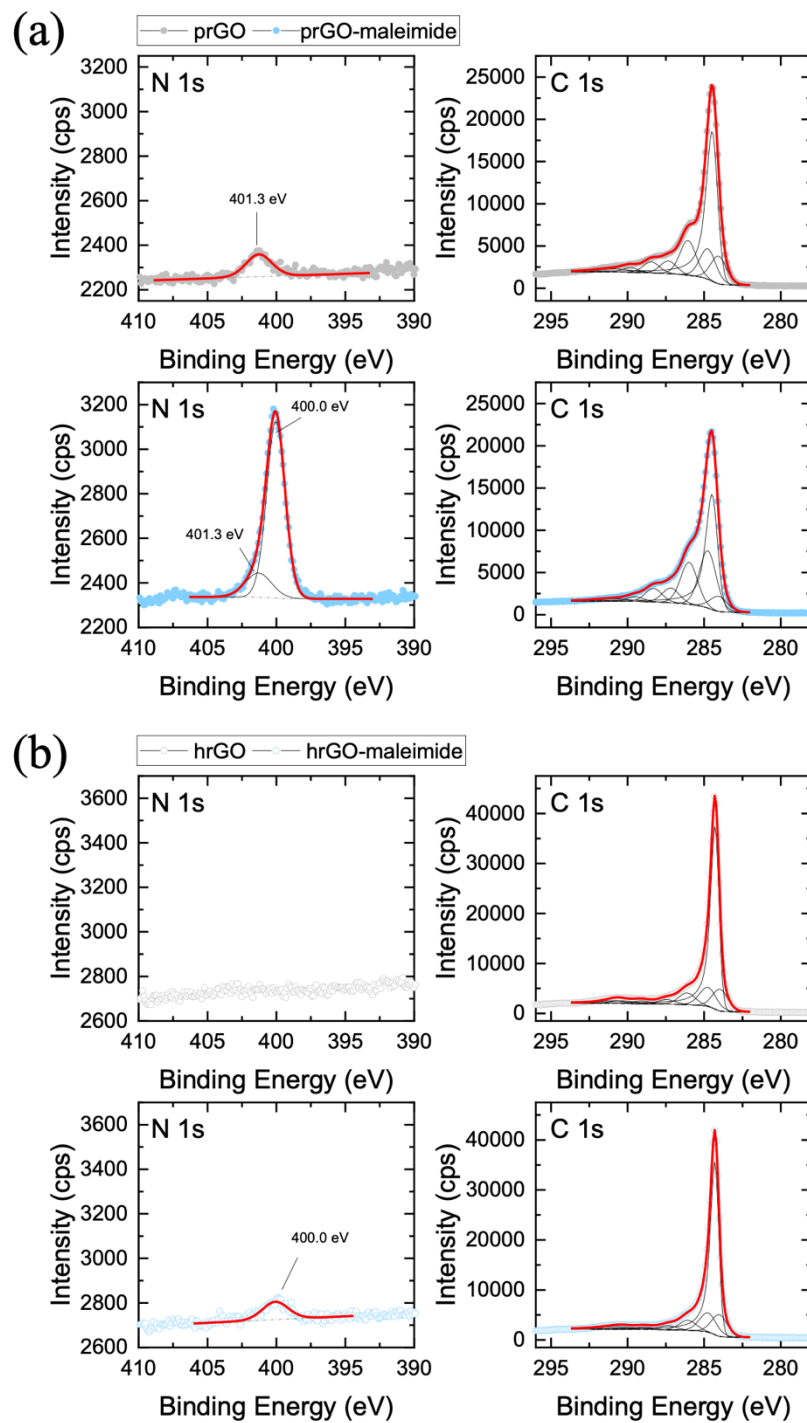 (a)
prGO prGO-maleimide
N 1s
401.3 eV
Intensity (cps)
3200
3000
2800
2600
2400
2200
410 405 400 395 390
Binding Energy (eV)
C 1s
Intensity (cps)
25000
20000
15000
10000
5000
0
295 290 285 280
Binding Energy (eV)
N 1s
400.0 eV
401.3 eV
Intensity (cps)
3200
3000
2800
2600
2400
2200
410 405 400 395 390
Binding Energy (eV)
C 1s
Intensity (cps)
25000
20000
15000
10000
5000
0
295 290 285 280
Binding Energy (eV)
(b)
hrGO hrGO-maleimide
N 1s
Intensity (cps)
3600
3400
3200
3000
2800
2600
410 405 400 395 390
Binding Energy (eV)
C 1s
Intensity (cps)
40000
30000
20000
10000
0
295 290 285 280
Binding Energy (eV)
N 1s
400.0 eV
Intensity (cps)
3600
3400
3200
3000
2800
2600
410 405 400 395 390
Binding Energy (eV)
C 1s
Intensity (cps)
40000
30000
20000
10000
0
295 290 285 280
Binding Energy (eV)